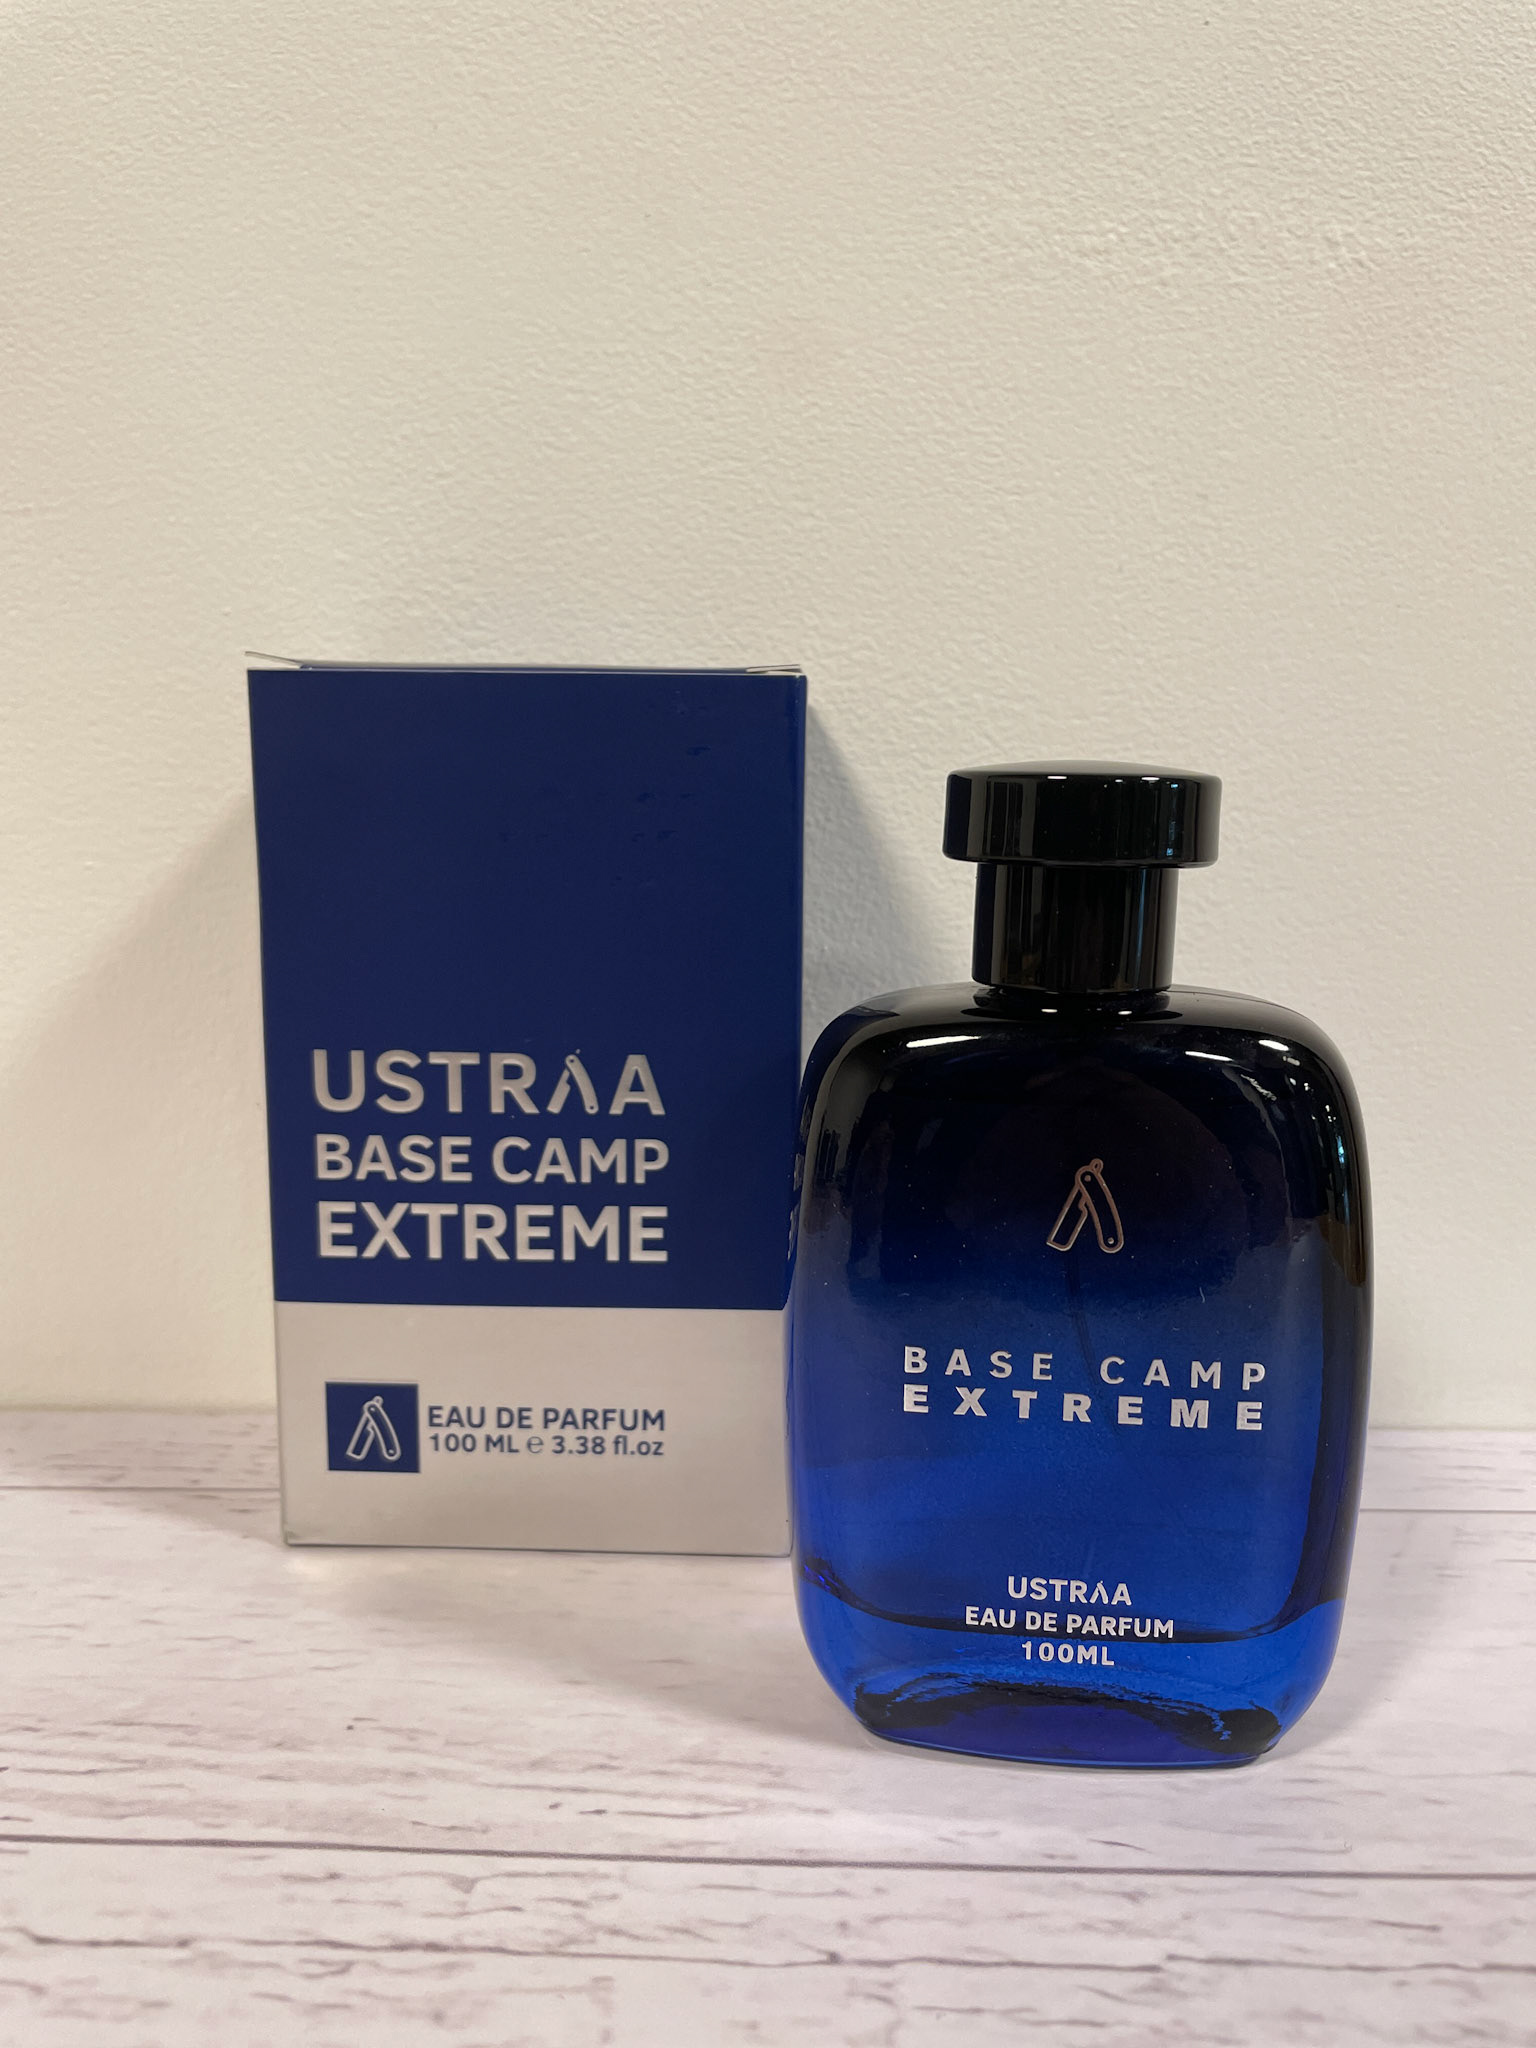 USTRAA
BASE CAMP
EXTREME
EAU DE PARFUM
100 ML ℮ 3.38 fl.oz
BASE CAMP
EXTREME
USTRAA
EAU DE PARFUM
100ML